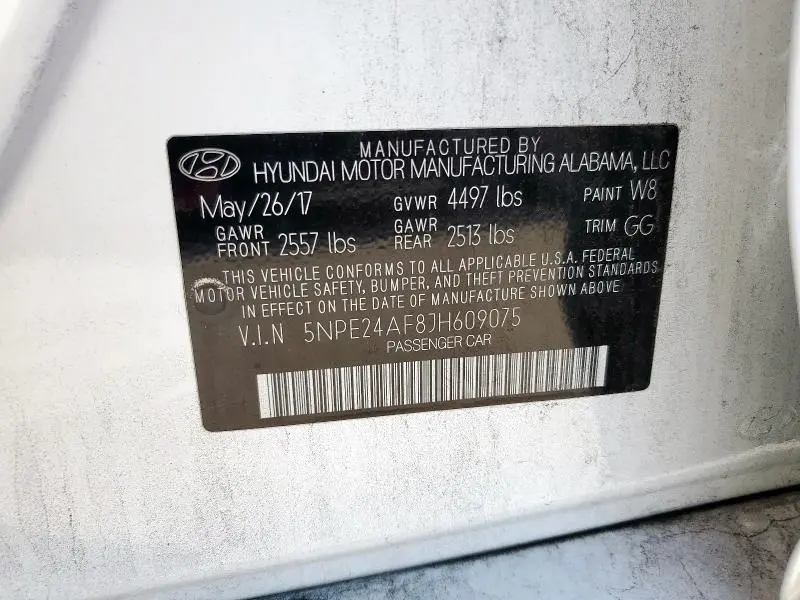 MANUFACTURED BY
HYUNDAI MOTOR MANUFACTURING ALABAMA, LLC
May/26/17 GVWR 4497 lbs PAINT W8
GAWR FRONT 2557 lbs GAWR REAR 2513 lbs TRIM GG
THIS VEHICLE CONFORMS TO ALL APPLICABLE U.S.A. FEDERAL
MOTOR VEHICLE SAFETY, BUMPER, AND THEFT PREVENTION STANDARDS
IN EFFECT ON THE DATE OF MANUFACTURE SHOWN ABOVE
V.I.N 5NPE24AF8JH609075
PASSENGER CAR